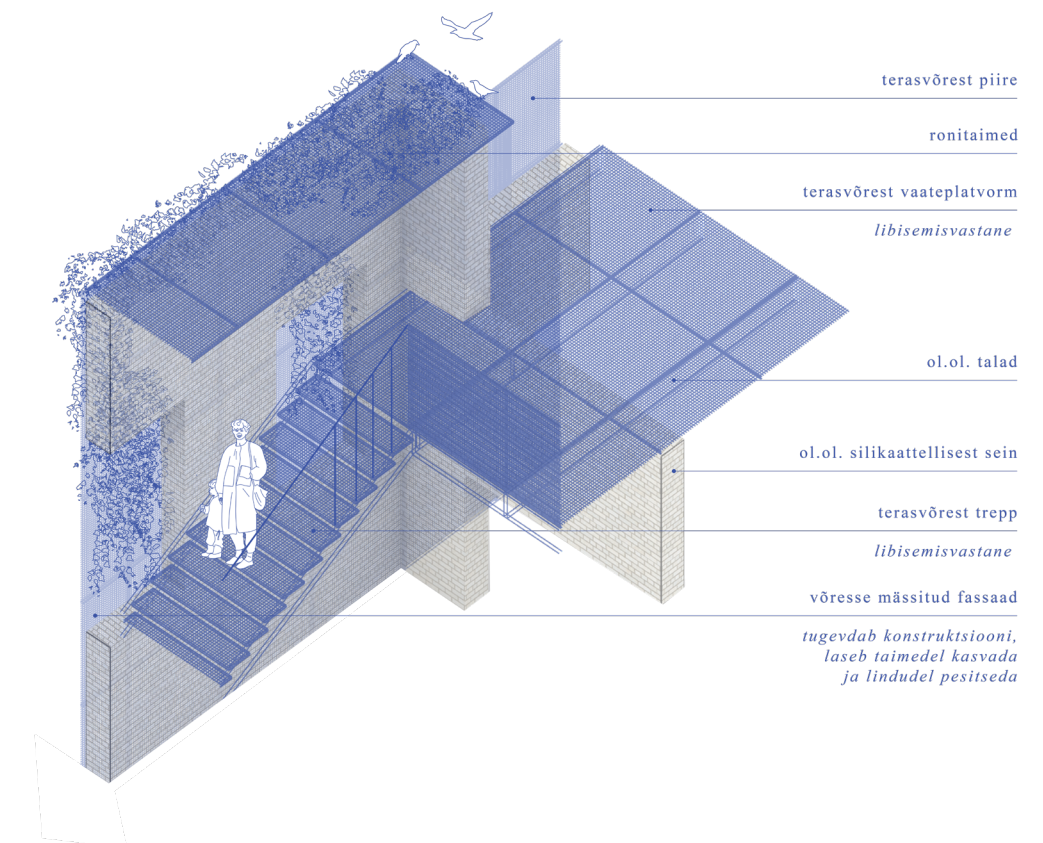 terasvõrest piire
ronitaimed
terasvõrest vaateplatvorm
libisemisvastane
ol.ol. talad
ol.ol. silikaattellisest sein
terasvõrest trepp
libisemisvastane
võresse mässitud fassaad
tugevdab konstruktsiooni,
laseb taimedel kasvada
ja lindudel pesitseda